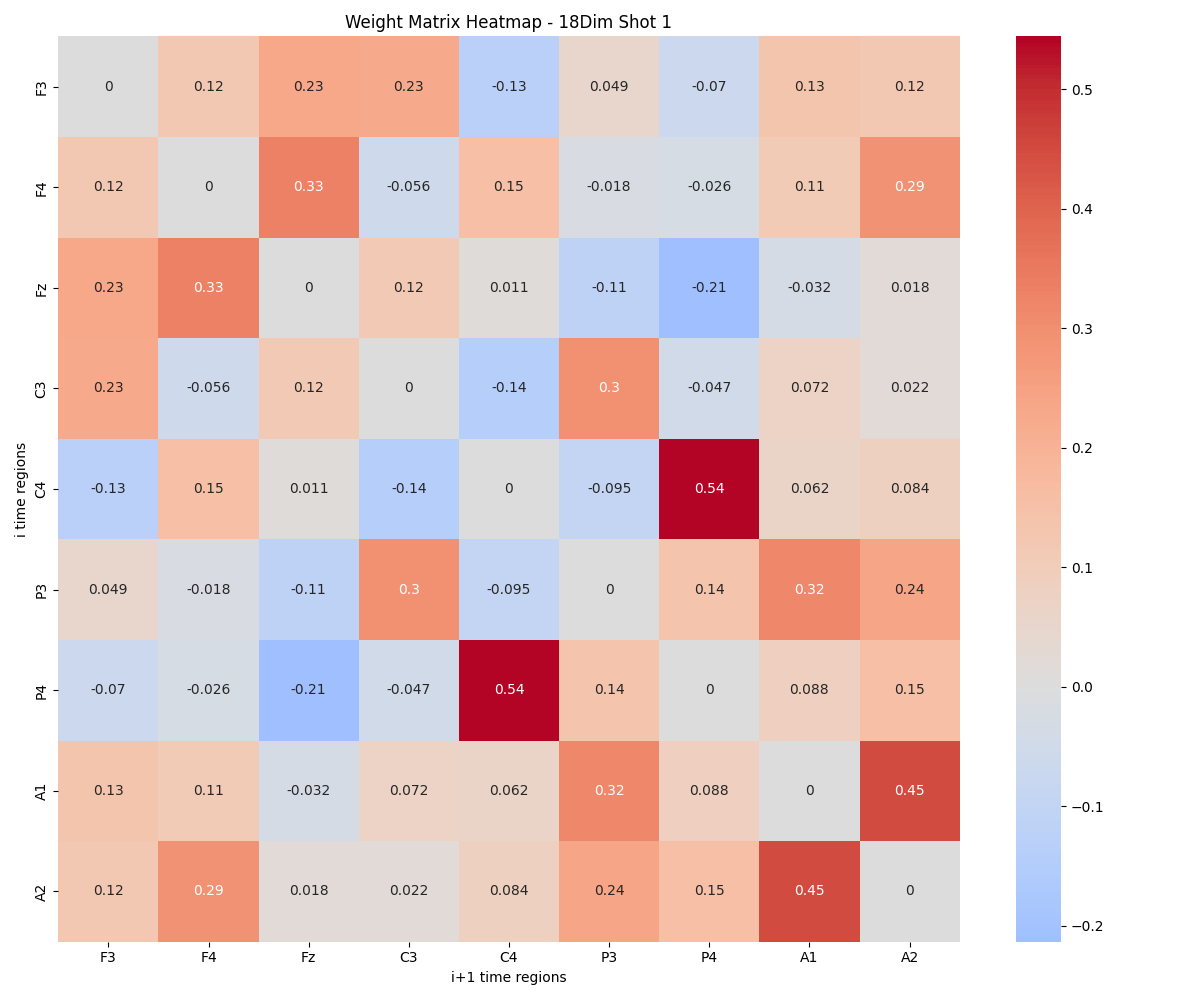 Weight Matrix Heatmap - 18Dim Shot 1
F3 0 0.12 0.23 0.23 -0.13 0.049 -0.07 0.13 0.12
F4 0.12 0 0.33 -0.056 0.15 -0.018 -0.026 0.11 0.29
Fz 0.23 0.33 0 0.12 0.011 -0.11 -0.21 -0.032 0.018
C3 0.23 -0.056 0.12 0 -0.14 0.3 -0.047 0.072 0.022
C4 -0.13 0.15 0.011 -0.14 0 -0.095 0.54 0.062 0.084
P3 0.049 -0.018 -0.11 0.3 -0.095 0 0.14 0.32 0.24
P4 -0.07 -0.026 -0.21 -0.047 0.54 0.14 0 0.088 0.15
A1 0.13 0.11 -0.032 0.072 0.062 0.32 0.088 0 0.45
A2 0.12 0.29 0.018 0.022 0.084 0.24 0.15 0.45 0
F3 F4 Fz C3 C4 P3 P4 A1 A2
i+1 time regions
i time regions
0.5
0.4
0.3
0.2
0.1
0.0
−0.1
−0.2